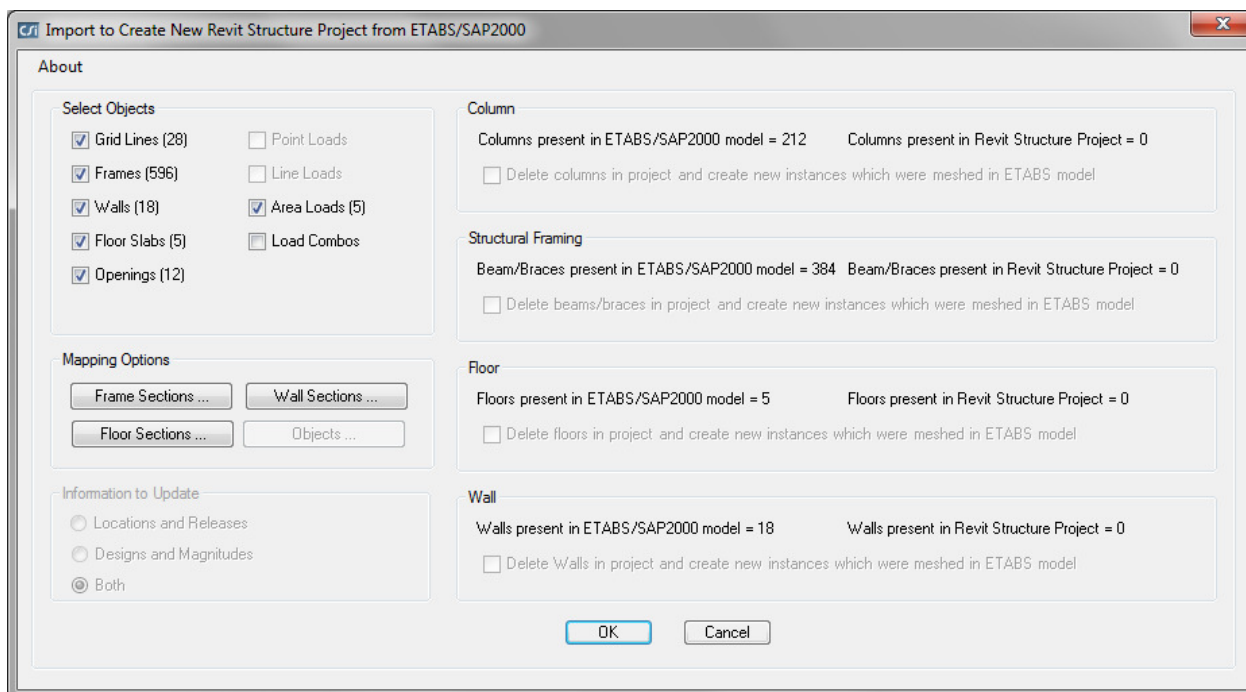 CSi Import to Create New Revit Structure Project from ETABS/SAP2000
X
About
Select Objects
Grid Lines (28)
Point Loads
Frames (596)
Line Loads
Walls (18)
Area Loads (5)
Floor Slabs (5)
Load Combos
Openings (12)
Mapping Options
Frame Sections ...
Wall Sections ...
Floor Sections ...
Objects ...
Information to Update
Locations and Releases
Designs and Magnitudes
Both
Column
Columns present in ETABS/SAP2000 model = 212
Columns present in Revit Structure Project = 0
Delete columns in project and create new instances which were meshed in ETABS model
Structural Framing
Beam/Braces present in ETABS/SAP2000 model = 384
Beam/Braces present in Revit Structure Project = 0
Delete beams/braces in project and create new instances which were meshed in ETABS model
Floor
Floors present in ETABS/SAP2000 model = 5
Floors present in Revit Structure Project = 0
Delete floors in project and create new instances which were meshed in ETABS model
Wall
Walls present in ETABS/SAP2000 model = 18
Walls present in Revit Structure Project = 0
Delete Walls in project and create new instances which were meshed in ETABS model
OK
Cancel